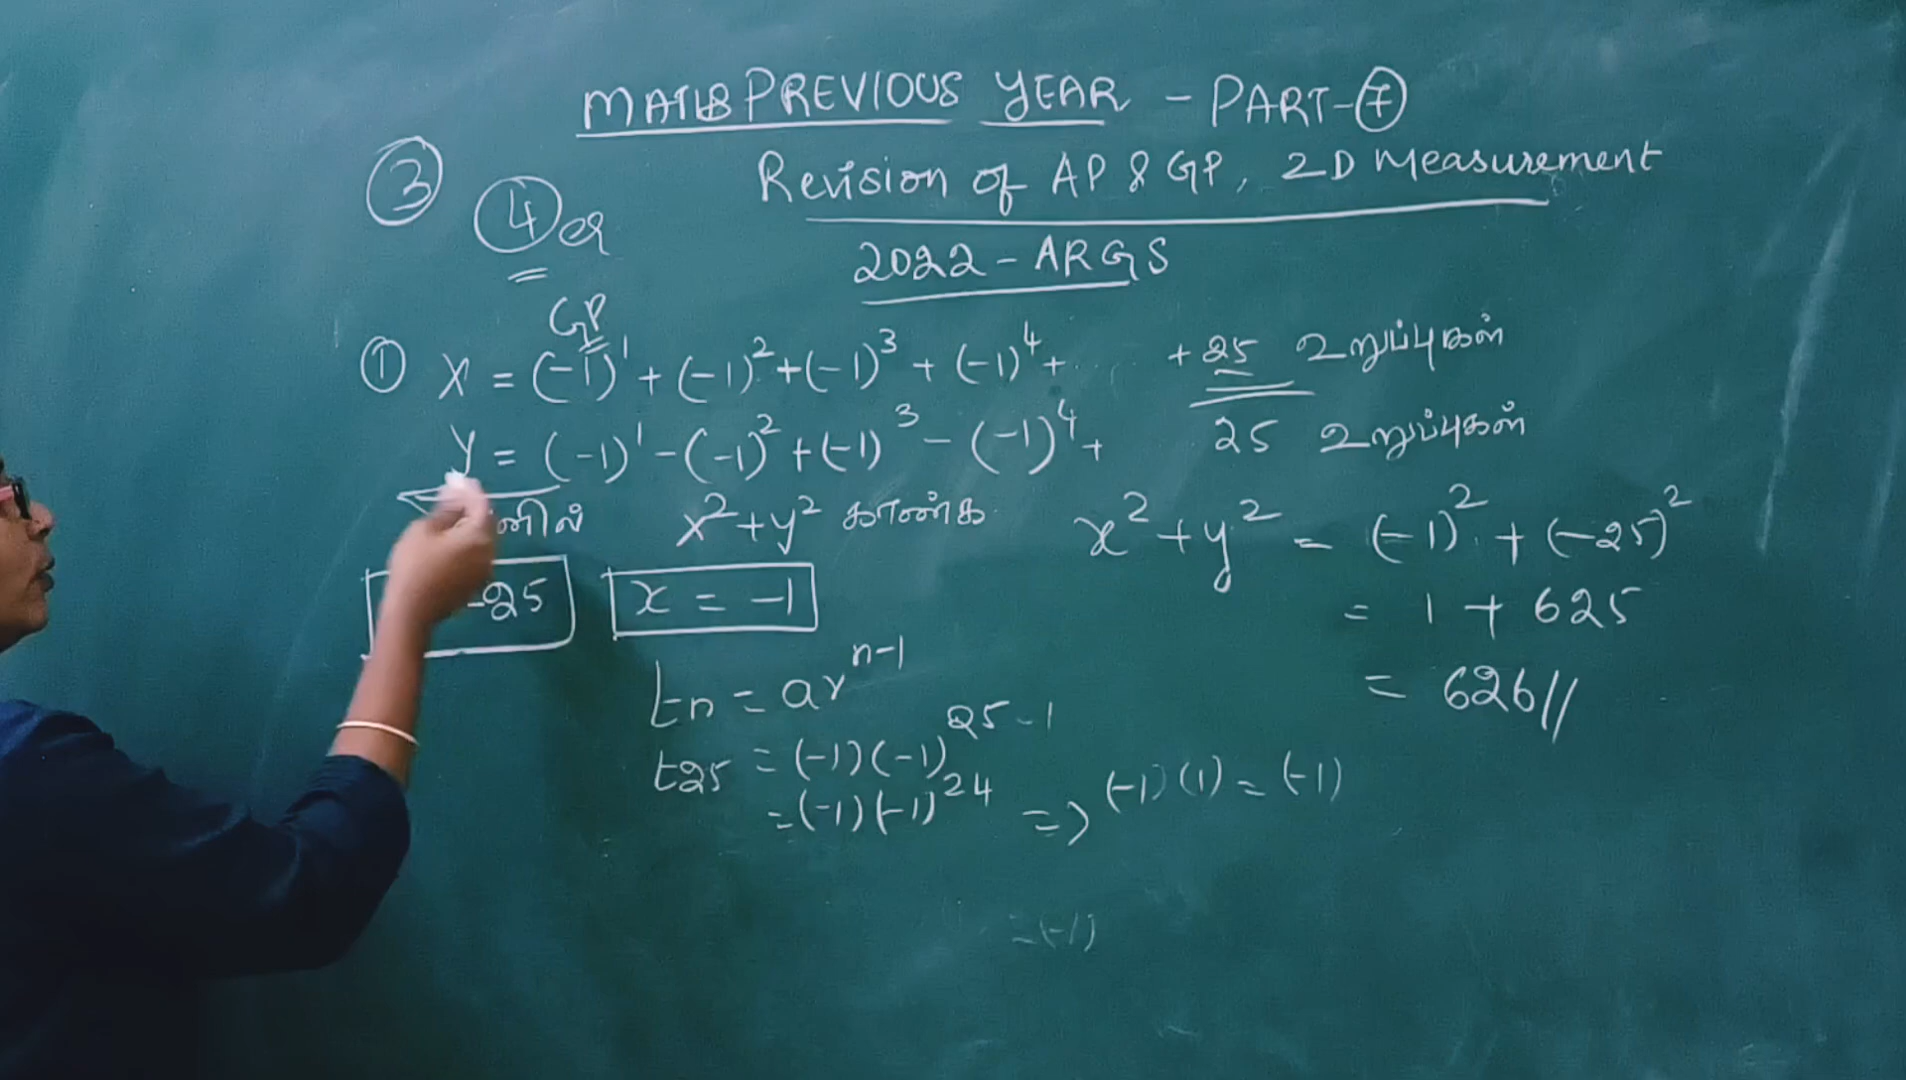 MATHS PREVIOUS YEAR - PART-⑦
Revision of AP & GP, 2D Measurement
2022 - ARGS
③
④
GP
① X = (-1)¹ + (-1)² + (-1)³ + (-1)⁴ + .... + 25 உறுப்புகள்
Y = (-1)¹ - (-1)² + (-1)³ - (-1)⁴ + 25 உறுப்புகள்
எனில் x² + y² காண்க
-25
x = -1
x² + y² = (-1)² + (-25)²
= 1 + 625
= 626//
tn = ar^(n-1)
t25 = (-1)(-1)^(25-1)
= (-1)(-1)^24 => (-1)(1) = (-1)
= (-1)